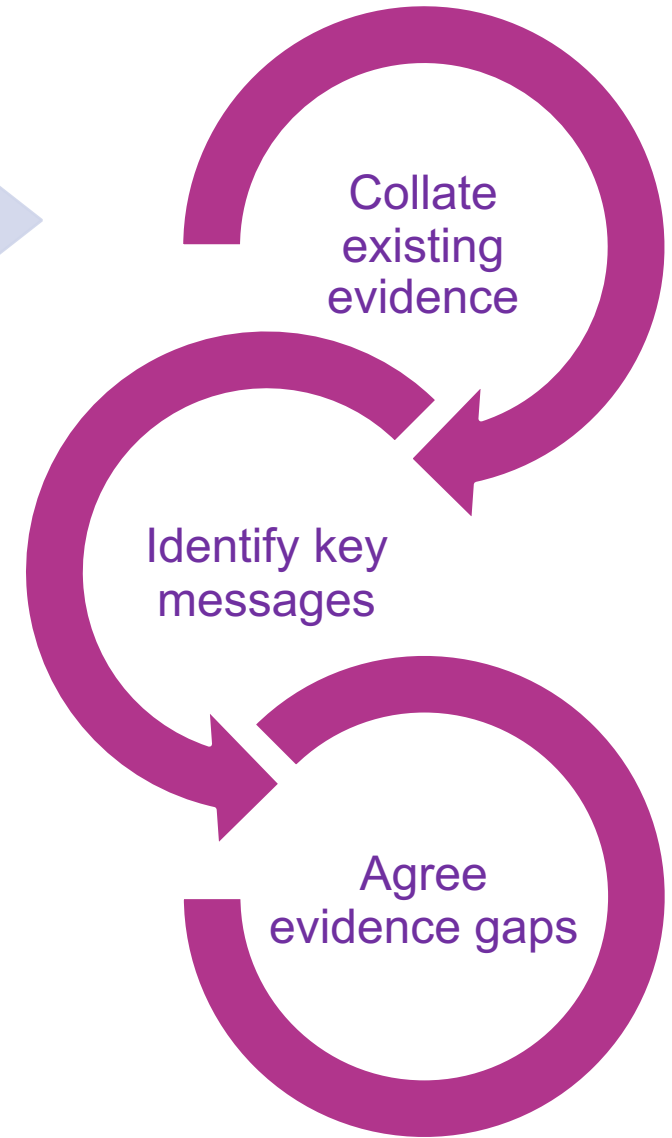 Collate
existing
evidence
Identify key
messages
Agree
evidence gaps